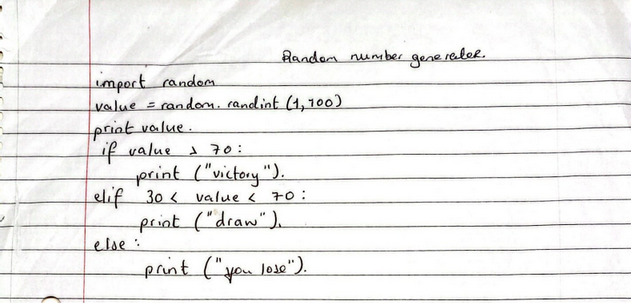 Random number generater.
import random
value = random. randint (1, 100)
print value.
if value > 70 :
print ("victory").
elif 30 < value < 70 :
print ("draw").
else :
print ("you lose").